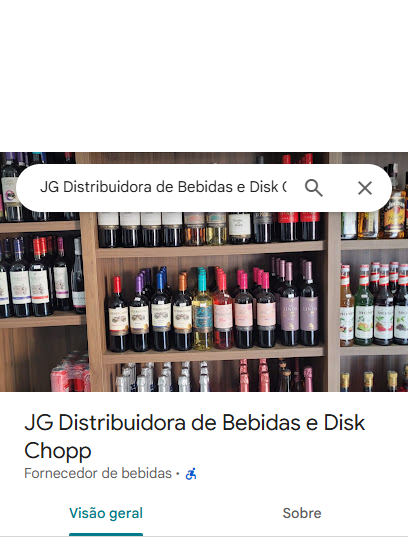 JG Distribuidora de Bebidas e Disk
JG Distribuidora de Bebidas e Disk
Chopp
Fornecedor de bebidas ·
Visão geral
Sobre